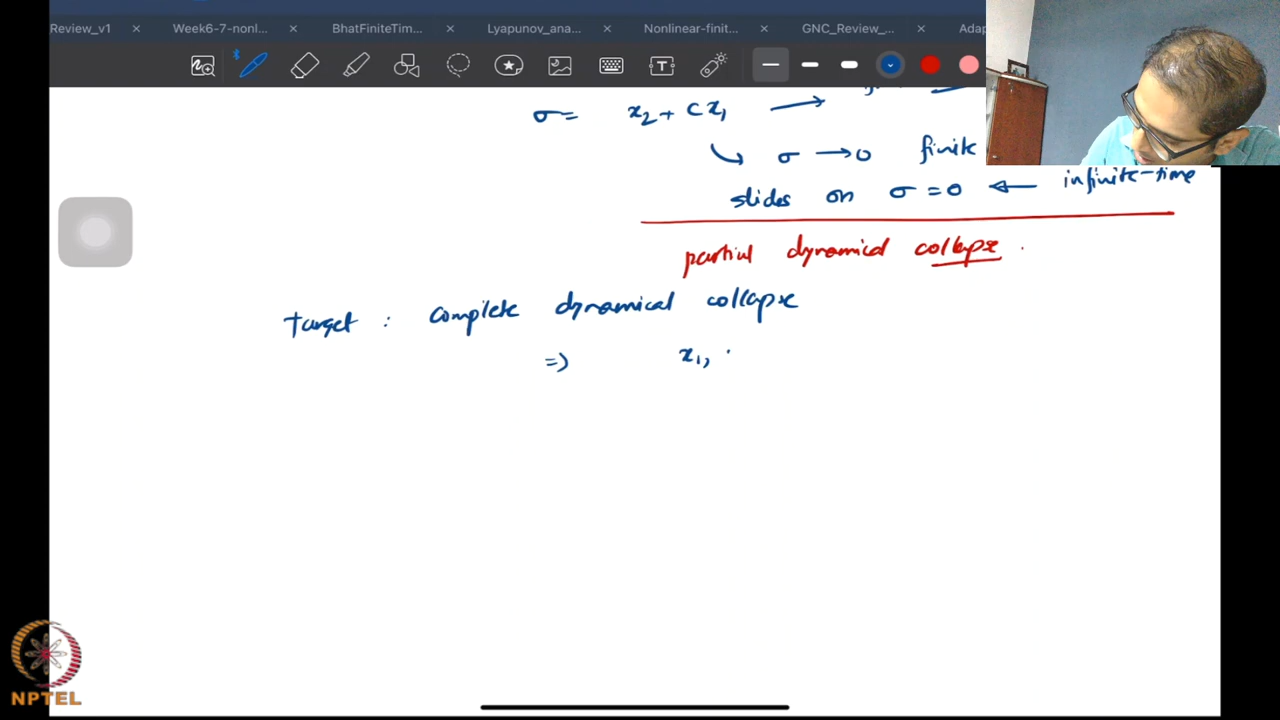 Review_v1 Week6-7-nonl... BhatFiniteTim... Lyapunov_ana... Nonlinear-finit... GNC_Review_... Adap
σ = x₂ + Cx₁ →
↳ σ → 0 finite
slides on σ = 0 ⇐ infinite-time
partial dynamical collapse.
Target : complete dynamical collapse
⇒ x₁,
NPTEL